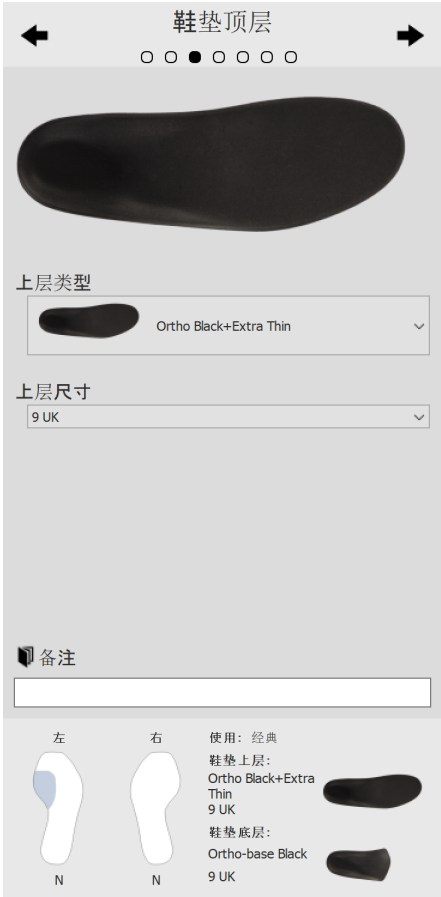 鞋垫顶层
上层类型
Ortho Black+Extra Thin
上层尺寸
9 UK
备注
左
右
N
N
使用：经典
鞋垫上层：
Ortho Black+Extra
Thin
9 UK
鞋垫底层：
Ortho-base Black
9 UK